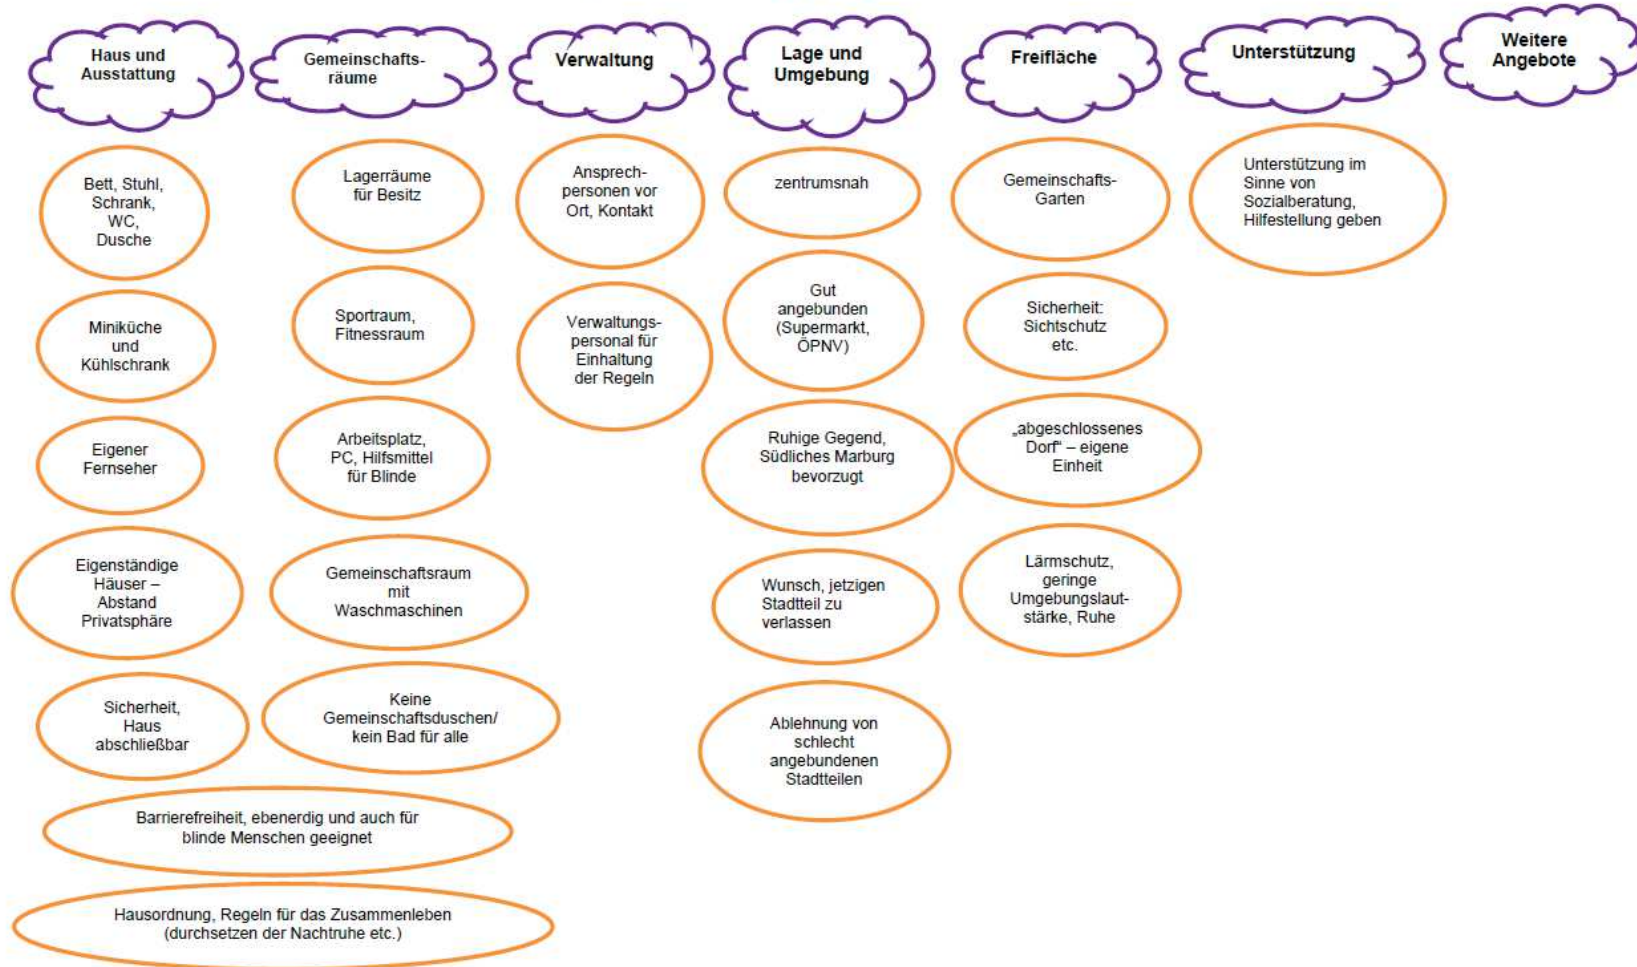 Haus und
Ausstattung
Gemeinschafts-
räume
Verwaltung
Lage und
Umgebung
Freifläche
Unterstützung
Weitere
Angebote
Bett, Stuhl,
Schrank,
WC,
Dusche
Miniküche
und
Kühlschrank
Eigener
Fernseher
Eigenständige
Häuser –
Abstand
Privatsphäre
Sicherheit,
Haus
abschließbar
Lagerräume
für Besitz
Sportraum,
Fitnessraum
Arbeitsplatz,
PC, Hilfsmittel
für Blinde
Gemeinschaftsraum
mit
Waschmaschinen
Keine
Gemeinschaftsduschen/
kein Bad für alle
Barrierefreiheit, ebenerdig und auch für
blinde Menschen geeignet
Hausordnung, Regeln für das Zusammenleben
(durchsetzen der Nachtruhe etc.)
Ansprech-
personen vor
Ort, Kontakt
Verwaltungs-
personal für
Einhaltung
der Regeln
zentrumsnah
Gut
angebunden
(Supermarkt,
ÖPNV)
Ruhige Gegend,
Südliches Marburg
bevorzugt
Wunsch, jetzigen
Stadtteil zu
verlassen
Ablehnung von
schlecht
angebundenen
Stadtteilen
Gemeinschafts-
Garten
Sicherheit:
Sichtschutz
etc.
„abgeschlossenes
Dorf“ – eigene
Einheit
Lärmschutz,
geringe
Umgebungslaut-
stärke, Ruhe
Unterstützung im
Sinne von
Sozialberatung,
Hilfestellung geben